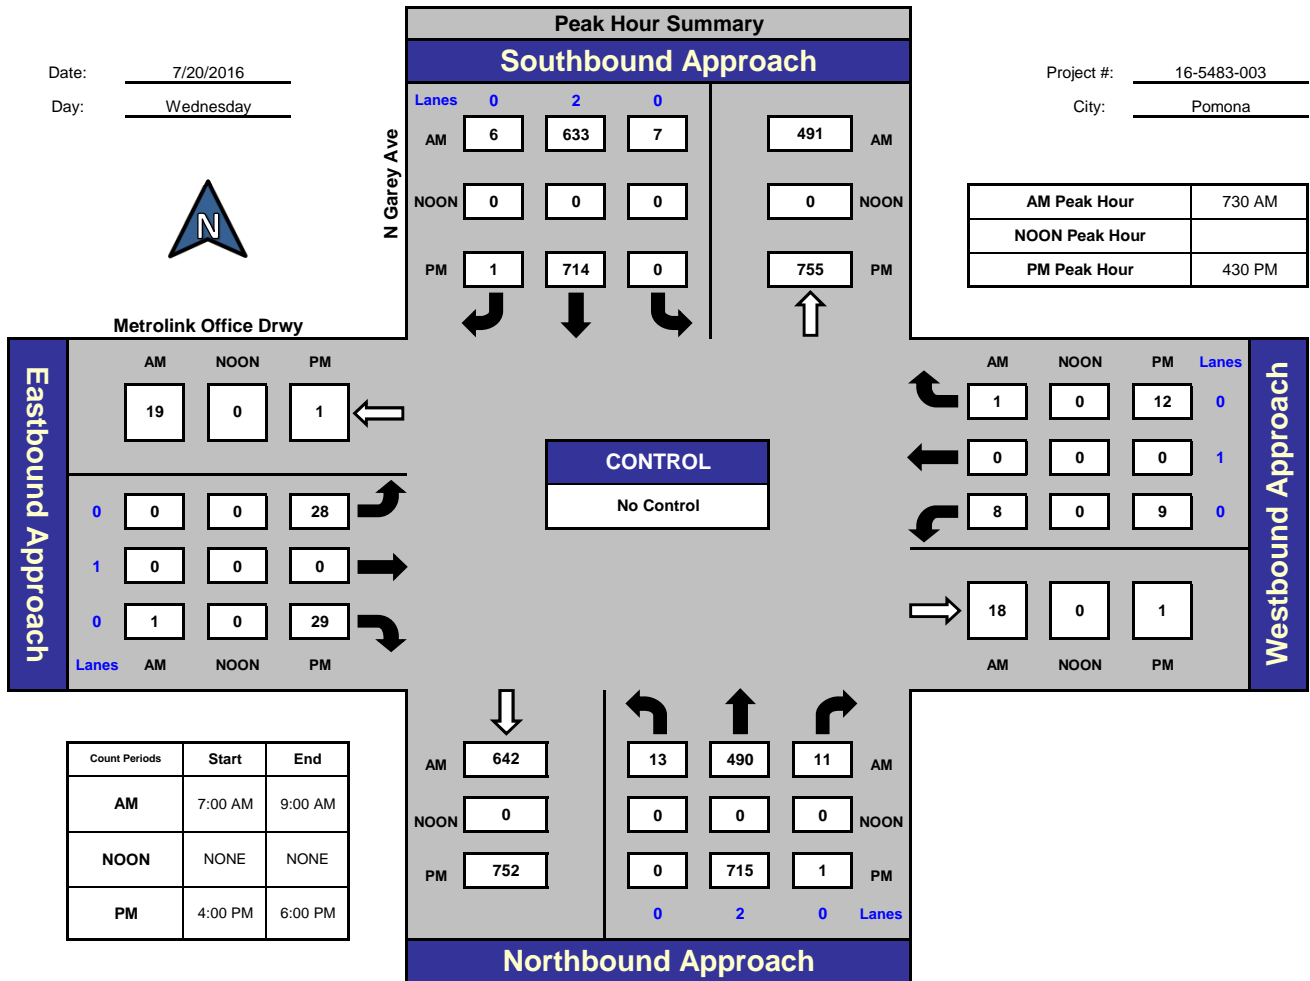 Peak Hour Summary
Southbound Approach
Date: 7/20/2016
Day: Wednesday
Project #: 16-5483-003
City: Pomona
N Garey Ave
Lanes 0 2 0
AM 6 633 7 491 AM
NOON 0 0 0 0 NOON
PM 1 714 0 755 PM
N
AM Peak Hour 730 AM
NOON Peak Hour
PM Peak Hour 430 PM
Metrolink Office Drwy
Eastbound Approach
AM NOON PM
19 0 1
0 0 0 28
1 0 0 0
0 1 0 29
Lanes AM NOON PM
CONTROL
No Control
AM NOON PM Lanes
1 0 12 0
0 0 0 1
8 0 9 0
18 0 1
AM NOON PM
Westbound Approach
Count Periods Start End
AM 7:00 AM 9:00 AM
NOON NONE NONE
PM 4:00 PM 6:00 PM
AM 642 13 490 11 AM
NOON 0 0 0 0 NOON
PM 752 0 715 1 PM
0 2 0 Lanes
Northbound Approach